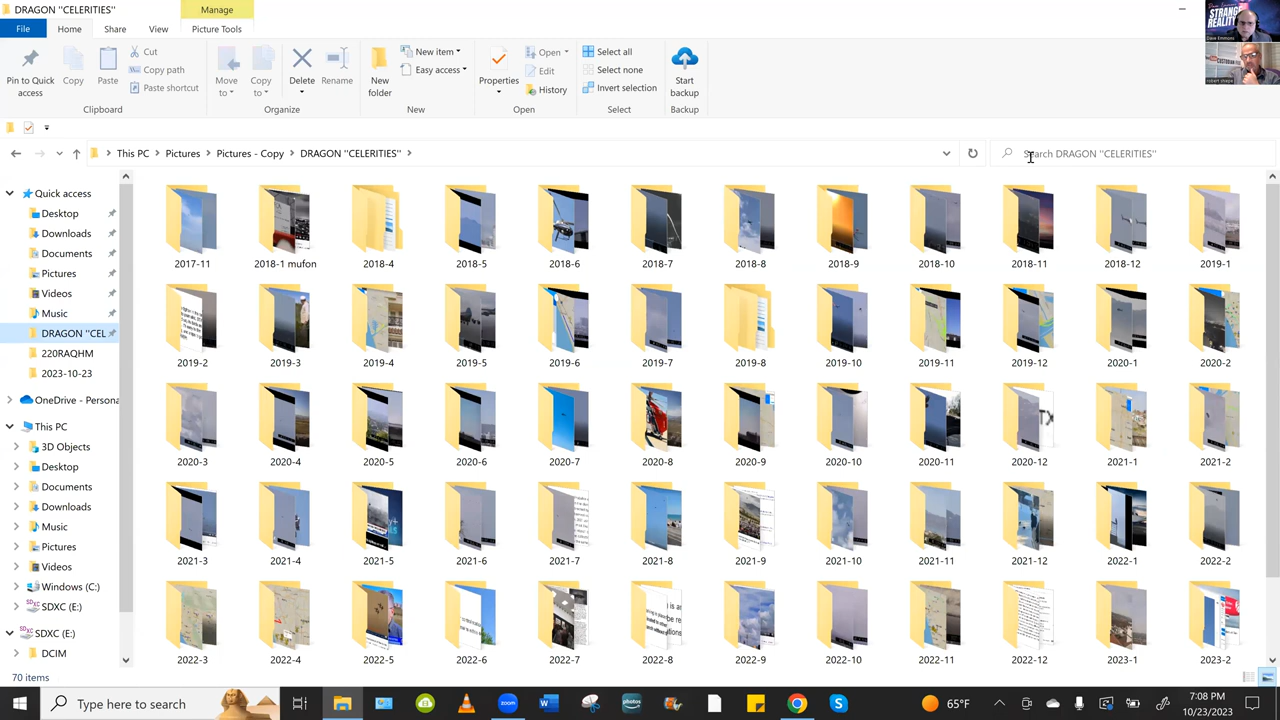 DRAGON ''CELERITIES''
Manage
File
Home
Share
View
Picture Tools
Pin to Quick access
Copy
Paste
Cut
Copy path
Paste shortcut
Move to
Copy to
Delete
Rename
New folder
New item
Easy access
Properties
Open
Edit
History
Select all
Select none
Invert selection
Start backup
Clipboard
Organize
New
Open
Select
Backup
Dave Emmons
STRANGE
REALITY
Dave Emmons
robert sharpe
This PC
Pictures
Pictures - Copy
DRAGON ''CELERITIES''
Search DRAGON ''CELERITIES''
Quick access
Desktop
Downloads
Documents
Pictures
Videos
Music
DRAGON ''CEL
220RAQHM
2023-10-23
OneDrive - Persona
This PC
3D Objects
Desktop
Documents
Downloads
Music
Pictures
Videos
Windows (C:)
SDXC (E:)
SDXC (E:)
DCIM
2017-11
2018-1 mufon
2018-4
2018-5
2018-6
2018-7
2018-8
2018-9
2018-10
2018-11
2018-12
2019-1
2019-2
2019-3
2019-4
2019-5
2019-6
2019-7
2019-8
2019-10
2019-11
2019-12
2020-1
2020-2
2020-3
2020-4
2020-5
2020-6
2020-7
2020-8
2020-9
2020-10
2020-11
2020-12
2021-1
2021-2
2021-3
2021-4
2021-5
2021-6
2021-7
2021-8
2021-9
2021-10
2021-11
2021-12
2022-1
2022-2
2022-3
2022-4
2022-5
2022-6
2022-7
2022-8
2022-9
2022-10
2022-11
2022-12
2023-1
2023-2
70 items
Type here to search
zoom
photos
65°F
7:08 PM
10/23/2023